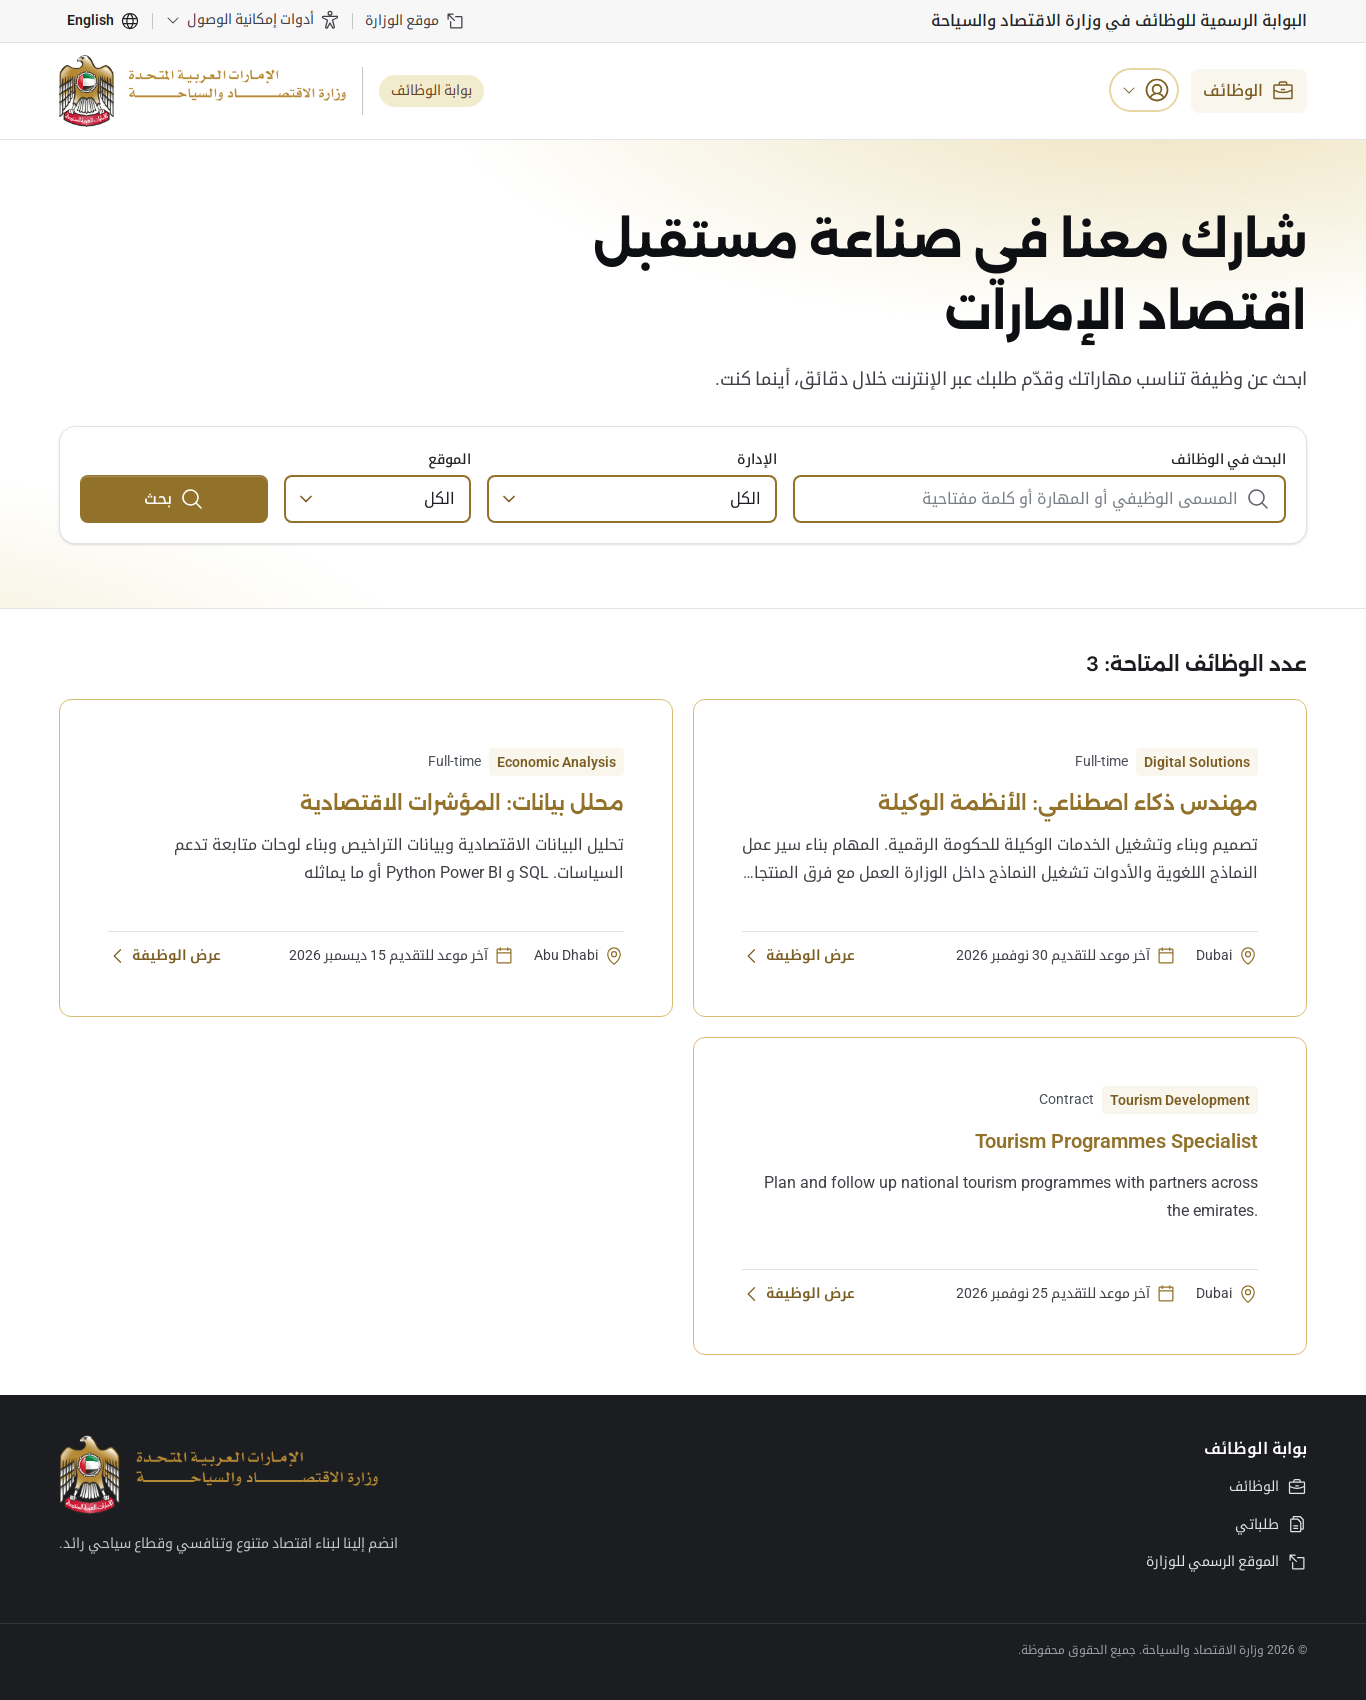 البوابة الرسمية للوظائف في وزارة الاقتصاد والسياحة
موقع الوزارة
أدوات إمكانية الوصول
English
الوظائف
بوابة الوظائف
الإمارات العربية المتحدة
وزارة الاقتصاد والسياحة
شارك معنا في صناعة مستقبل
اقتصاد الإمارات
ابحث عن وظيفة تناسب مهاراتك وقدّم طلبك عبر الإنترنت خلال دقائق، أينما كنت.
البحث في الوظائف
المسمى الوظيفي أو المهارة أو كلمة مفتاحية
الإدارة
الكل
الموقع
الكل
بحث
عدد الوظائف المتاحة: 3
Digital Solutions Full-time
مهندس ذكاء اصطناعي: الأنظمة الوكيلة
تصميم وبناء وتشغيل الخدمات الوكيلة للحكومة الرقمية. المهام بناء سير عمل
النماذج اللغوية والأدوات تشغيل النماذج داخل الوزارة العمل مع فرق المنتجا...
Dubai
آخر موعد للتقديم 30 نوفمبر 2026
عرض الوظيفة
Economic Analysis Full-time
محلل بيانات: المؤشرات الاقتصادية
تحليل البيانات الاقتصادية وبيانات التراخيص وبناء لوحات متابعة تدعم
السياسات. SQL و Python Power BI أو ما يماثله
Abu Dhabi
آخر موعد للتقديم 15 ديسمبر 2026
عرض الوظيفة
Tourism Development Contract
Tourism Programmes Specialist
Plan and follow up national tourism programmes with partners across
the emirates.
Dubai
آخر موعد للتقديم 25 نوفمبر 2026
عرض الوظيفة
بوابة الوظائف
الوظائف
طلباتي
الموقع الرسمي للوزارة
الإمارات العربية المتحدة
وزارة الاقتصاد والسياحة
انضم إلينا لبناء اقتصاد متنوع وتنافسي وقطاع سياحي رائد.
© 2026 وزارة الاقتصاد والسياحة. جميع الحقوق محفوظة.